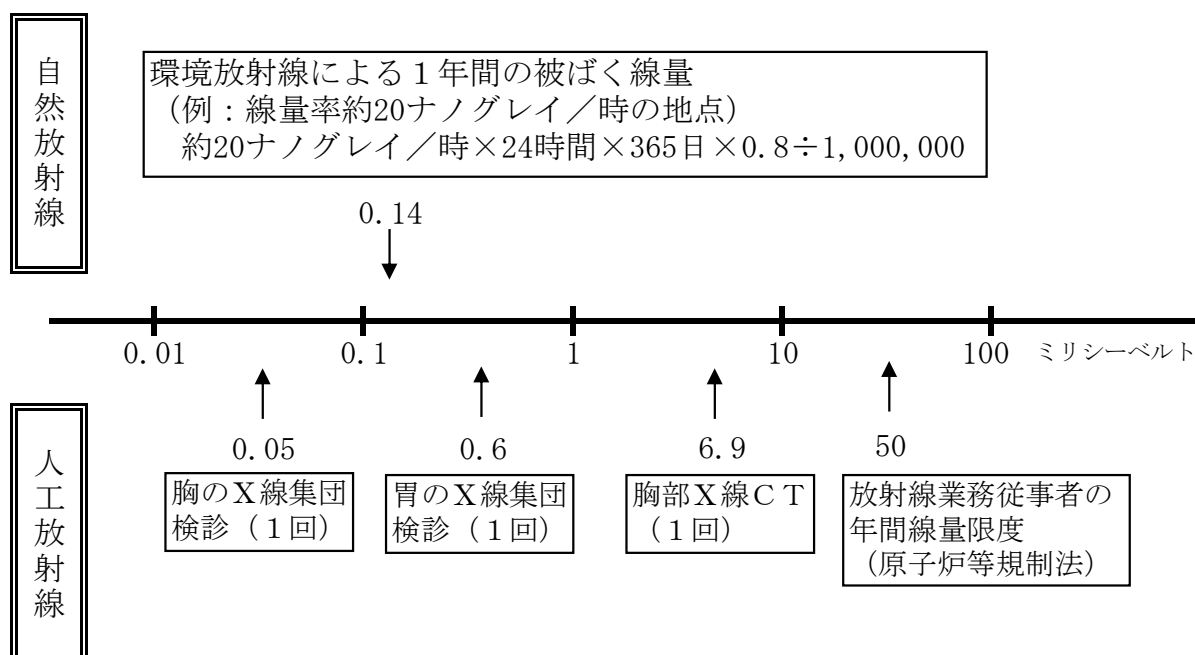 自然放射線
環境放射線による１年間の被ばく線量
（例：線量率約20ナノグレイ／時の地点）
約20ナノグレイ／時×24時間×365日×0.8÷1,000,000
0.14
0.01 0.1 1 10 100 ミリシーベルト
人工放射線
0.05
胸のＸ線集団
検診（１回）
0.6
胃のＸ線集団
検診（１回）
6.9
胸部Ｘ線ＣＴ
（１回）
50
放射線業務従事者の
年間線量限度
（原子炉等規制法）